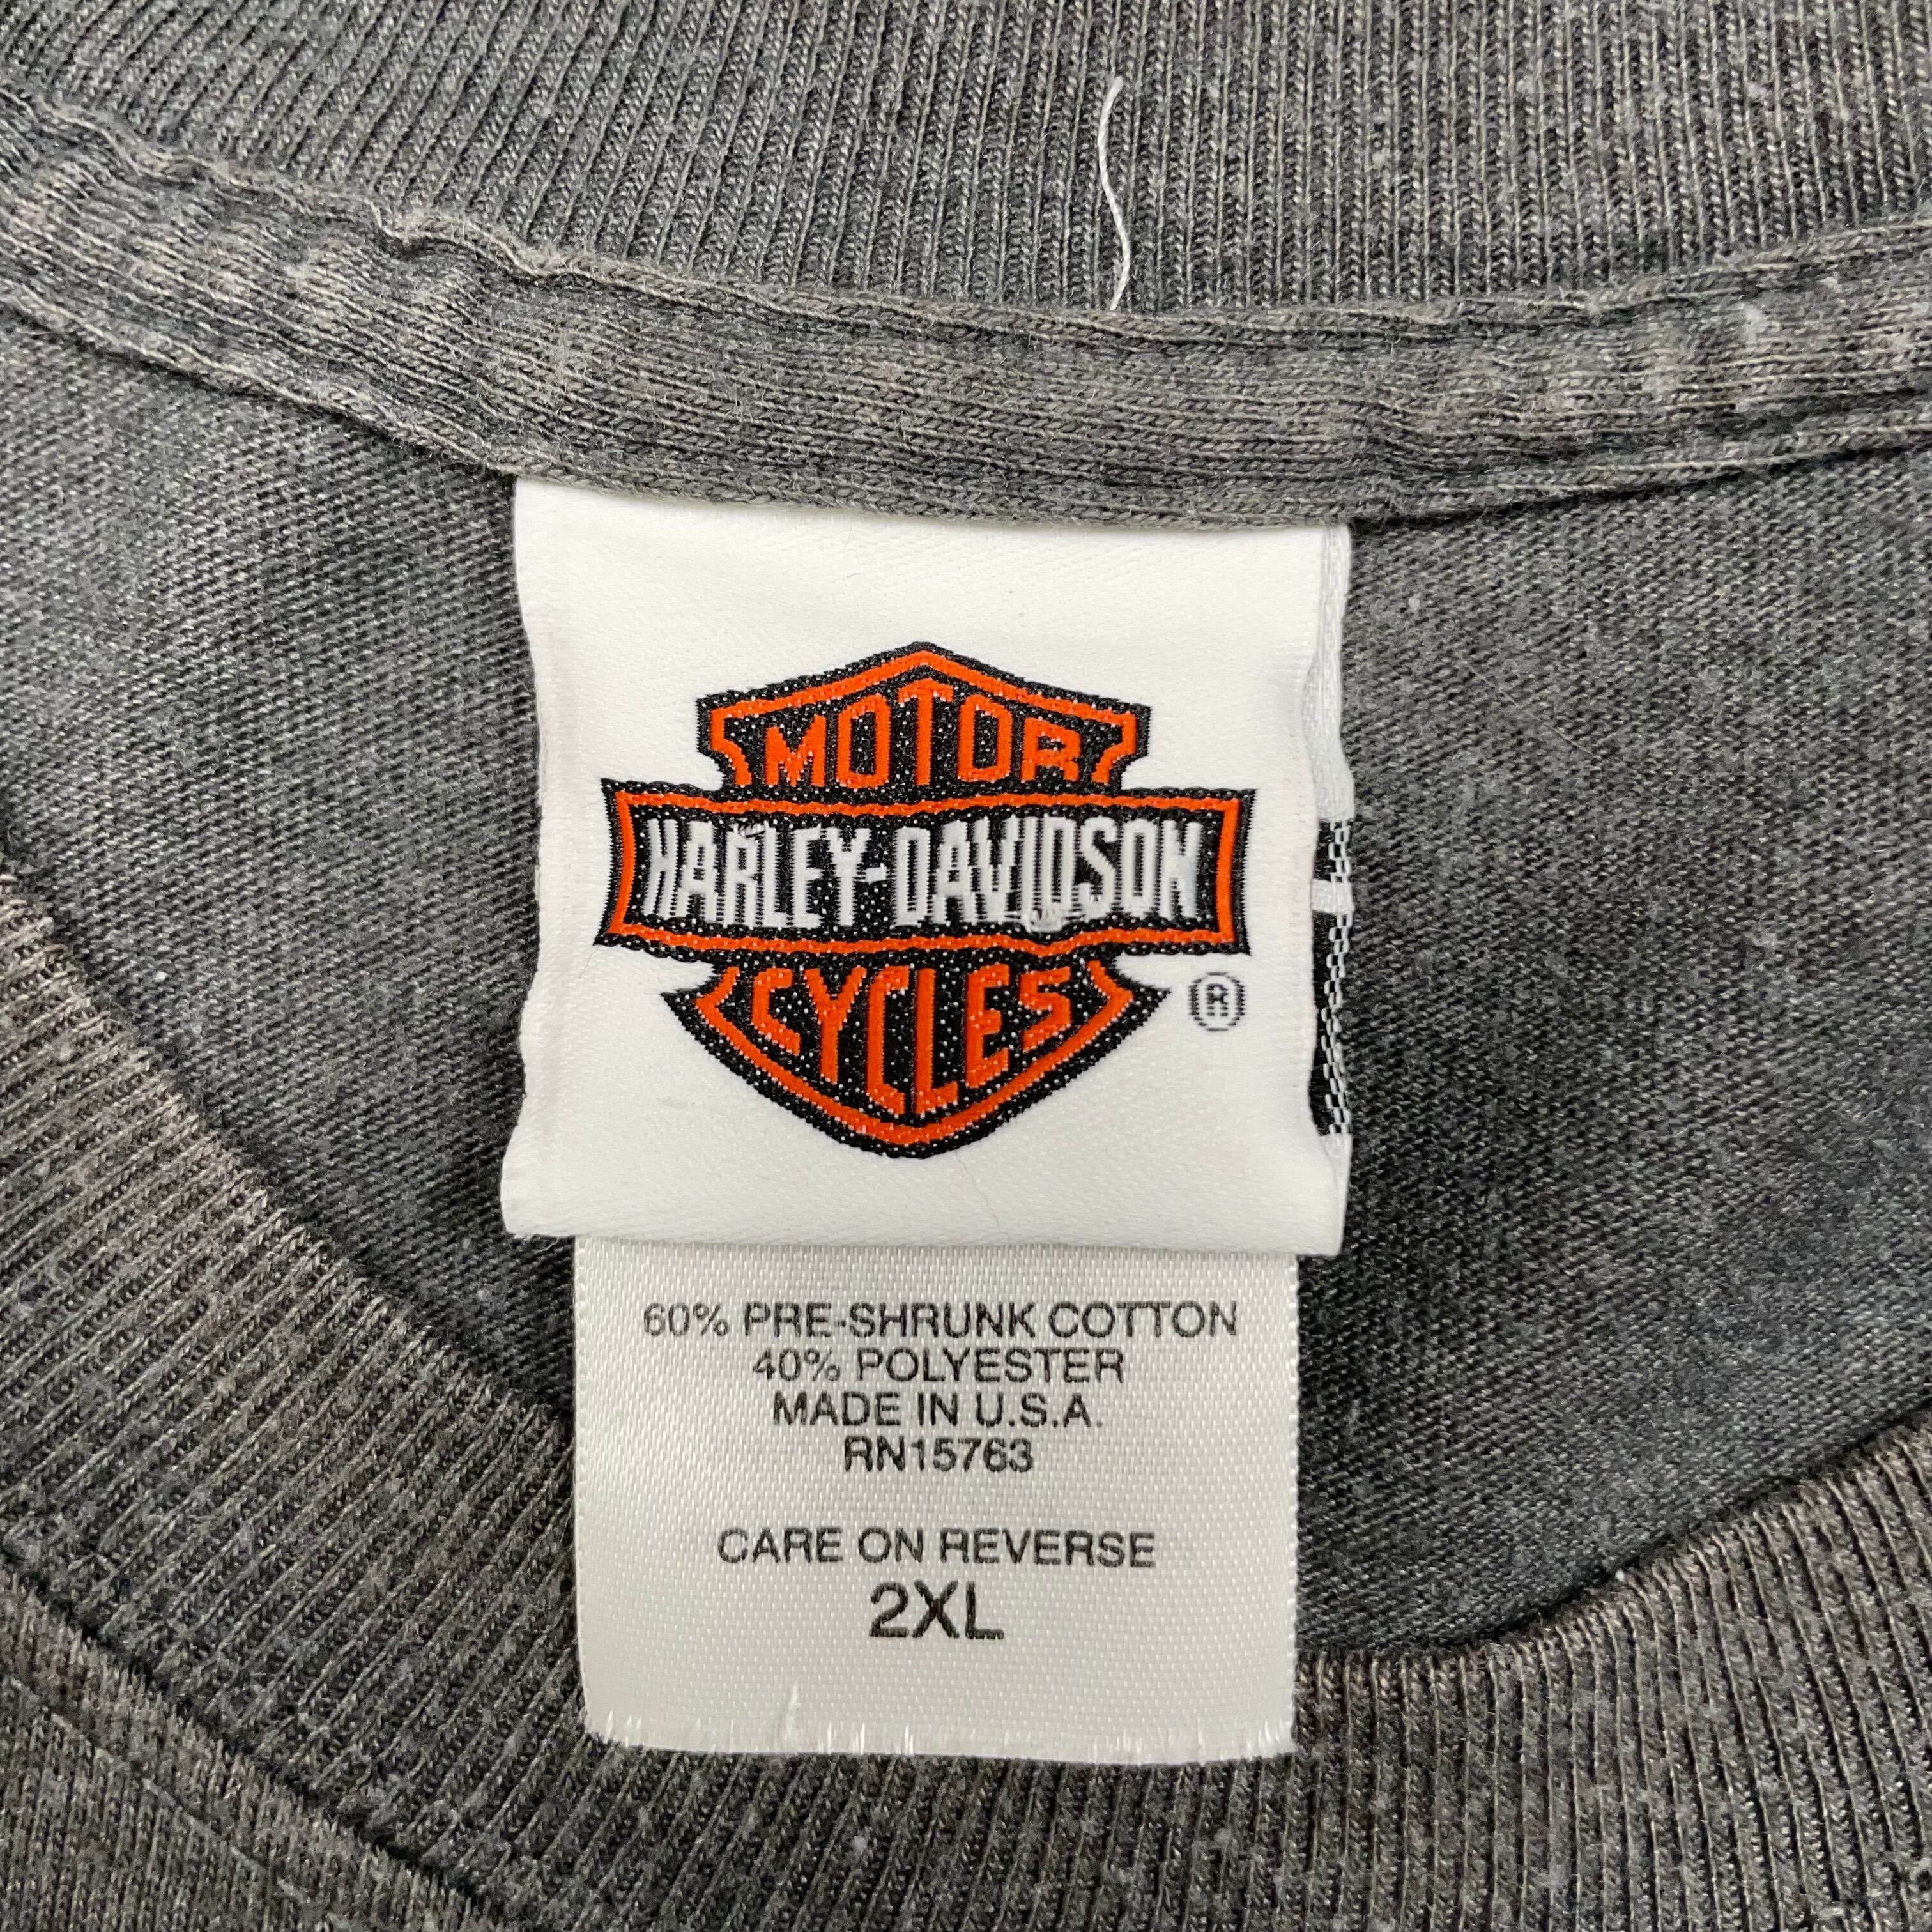 MOTOR
HARLEY-DAVIDSON
CYCLES
®
60% PRE-SHRUNK COTTON
40% POLYESTER
MADE IN U.S.A.
RN15763
CARE ON REVERSE
2XL